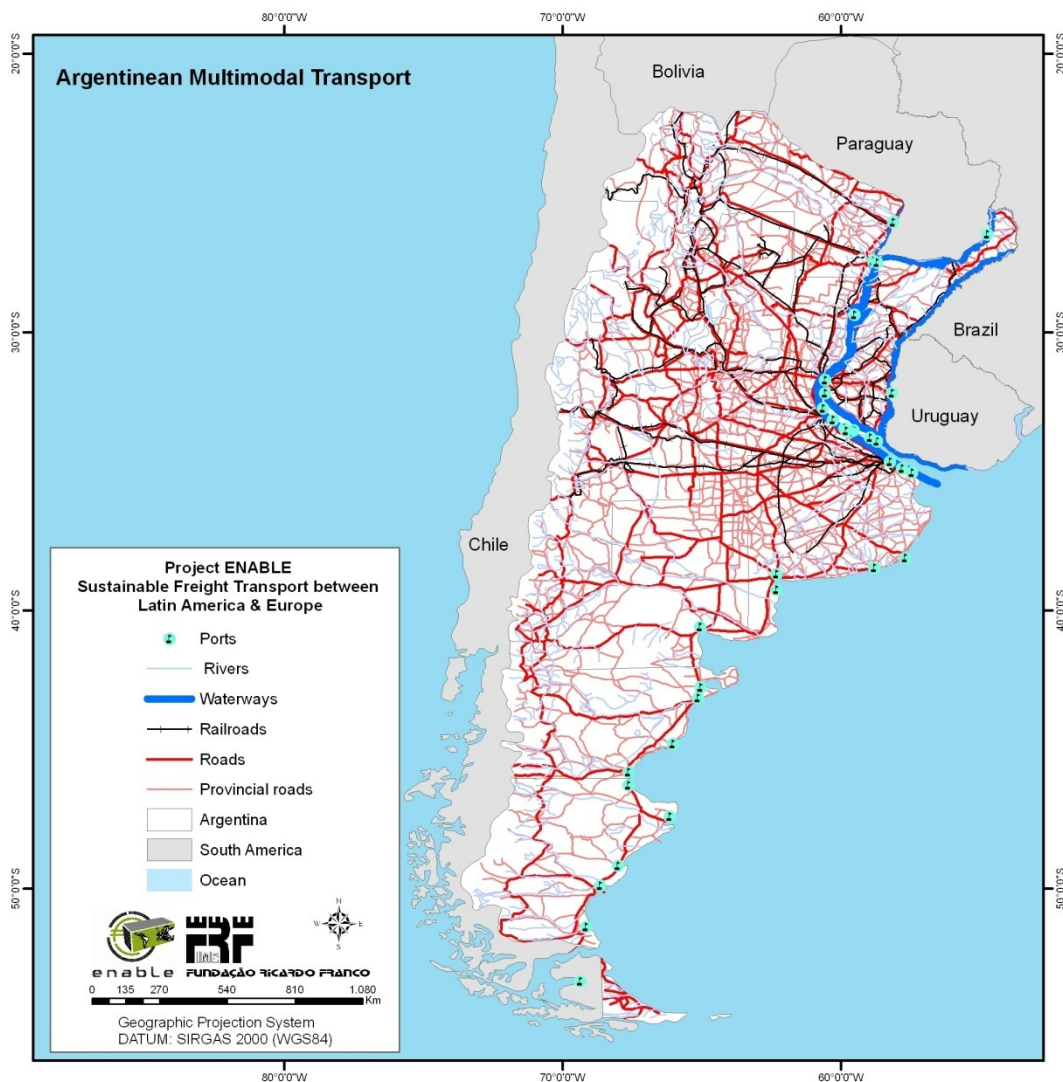 80°0'0"S 70°0'0"S 60°0'0"S
20°0'0"S 20°0'0"S
Argentinean Multimodal Transport
Bolivia
Paraguay
30°0'0"S 30°0'0"S
Brazil
Uruguay
Chile
40°0'0"S 40°0'0"S
50°0'0"S 50°0'0"S
Project ENABLE
Sustainable Freight Transport between
Latin America & Europe
Ports
Rivers
Waterways
Railroads
Roads
Provincial roads
Argentina
South America
Ocean
N
W E
S
enable
FRF
IME
FUNDAÇÃO RICARDO FRANCO
0 135 270 540 810 1.080
Km
Geographic Projection System
DATUM: SIRGAS 2000 (WGS84)
80°0'0"S 70°0'0"S 60°0'0"S